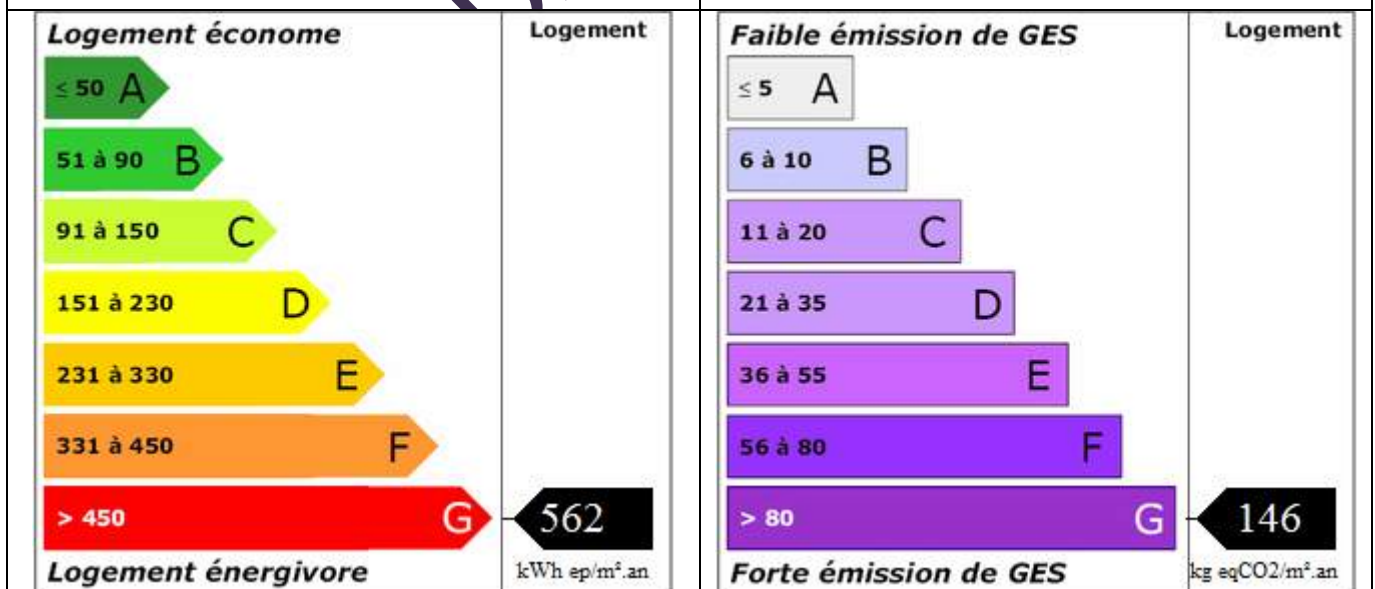 Logement économe
Logement
≤ 50 A
51 à 90 B
91 à 150 C
151 à 230 D
231 à 330 E
331 à 450 F
> 450 G
562
Logement énergivore
kWh ep/m².an
Faible émission de GES
Logement
≤ 5 A
6 à 10 B
11 à 20 C
21 à 35 D
36 à 55 E
56 à 80 F
> 80 G
146
Forte émission de GES
kg eqCO2/m².an